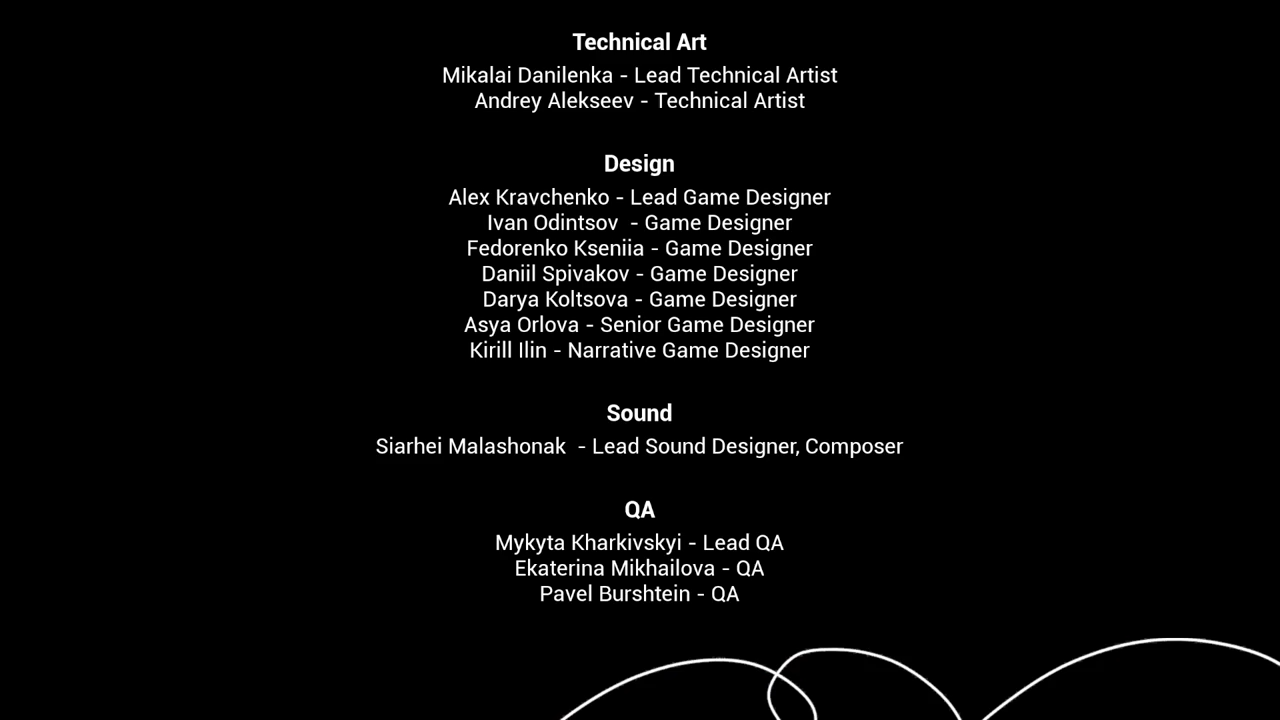 Technical Art
Mikalai Danilenka - Lead Technical Artist
Andrey Alekseev - Technical Artist
Design
Alex Kravchenko - Lead Game Designer
Ivan Odintsov  - Game Designer
Fedorenko Kseniia - Game Designer
Daniil Spivakov - Game Designer
Darya Koltsova - Game Designer
Asya Orlova - Senior Game Designer
Kirill Ilin - Narrative Game Designer
Sound
Siarhei Malashonak  - Lead Sound Designer, Composer
QA
Mykyta Kharkivskyi - Lead QA
Ekaterina Mikhailova - QA
Pavel Burshtein - QA